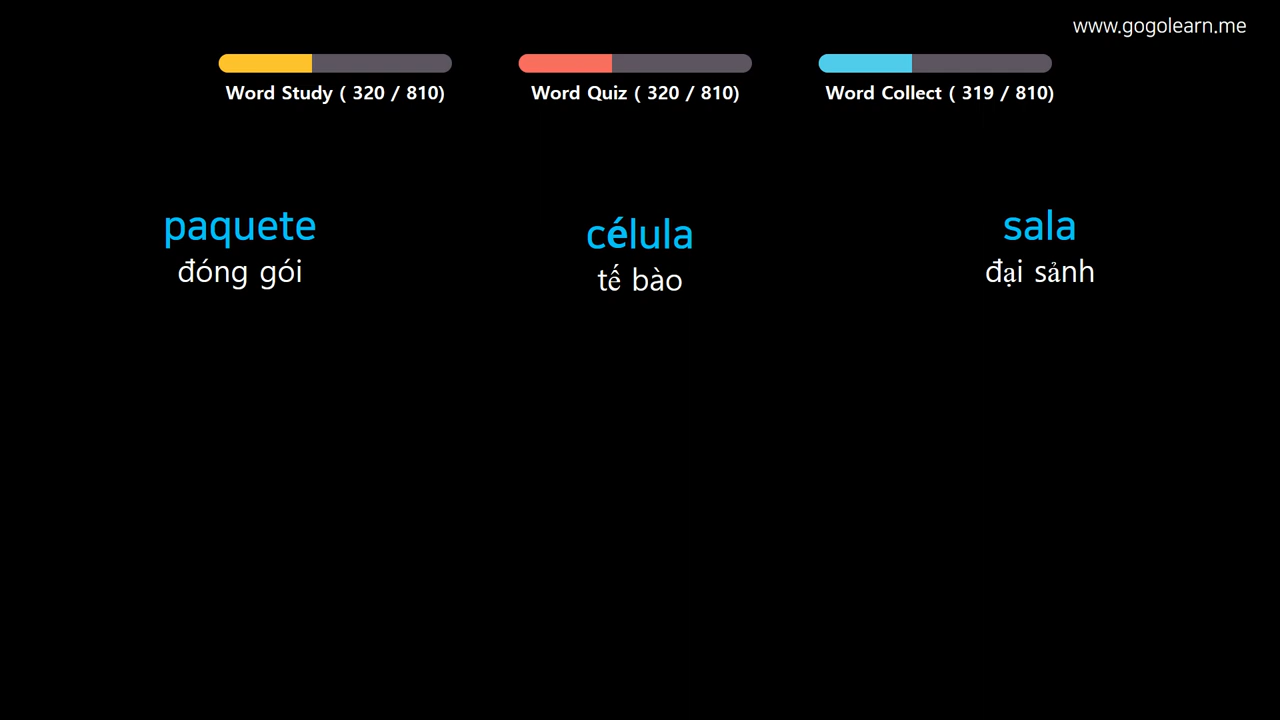 www.gogolearn.me
Word Study ( 320 / 810)
Word Quiz ( 320 / 810)
Word Collect ( 319 / 810)
paquete
đóng gói
célula
tế bào
sala
đại sảnh